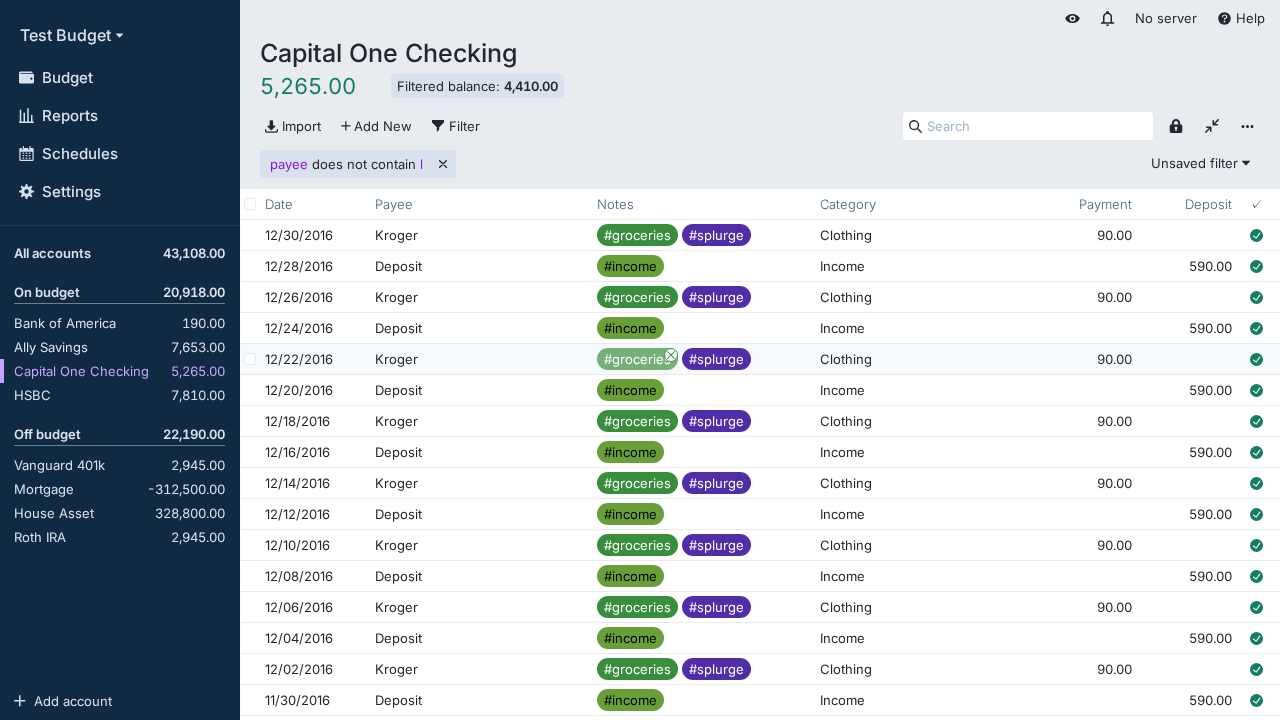 Test Budget
Budget
Reports
Schedules
Settings
All accounts 43,108.00
On budget 20,918.00
Bank of America 190.00
Ally Savings 7,653.00
Capital One Checking 5,265.00
HSBC 7,810.00
Off budget 22,190.00
Vanguard 401k 2,945.00
Mortgage -312,500.00
House Asset 328,800.00
Roth IRA 2,945.00
Add account
No server Help
Capital One Checking
5,265.00 Filtered balance: 4,410.00
Import Add New Filter Search
payee does not contain l Unsaved filter
Date Payee Notes Category Payment Deposit ✓
12/30/2016 Kroger #groceries #splurge Clothing 90.00
12/28/2016 Deposit #income Income 590.00
12/26/2016 Kroger #groceries #splurge Clothing 90.00
12/24/2016 Deposit #income Income 590.00
12/22/2016 Kroger #groceries #splurge Clothing 90.00
12/20/2016 Deposit #income Income 590.00
12/18/2016 Kroger #groceries #splurge Clothing 90.00
12/16/2016 Deposit #income Income 590.00
12/14/2016 Kroger #groceries #splurge Clothing 90.00
12/12/2016 Deposit #income Income 590.00
12/10/2016 Kroger #groceries #splurge Clothing 90.00
12/08/2016 Deposit #income Income 590.00
12/06/2016 Kroger #groceries #splurge Clothing 90.00
12/04/2016 Deposit #income Income 590.00
12/02/2016 Kroger #groceries #splurge Clothing 90.00
11/30/2016 Deposit #income Income 590.00